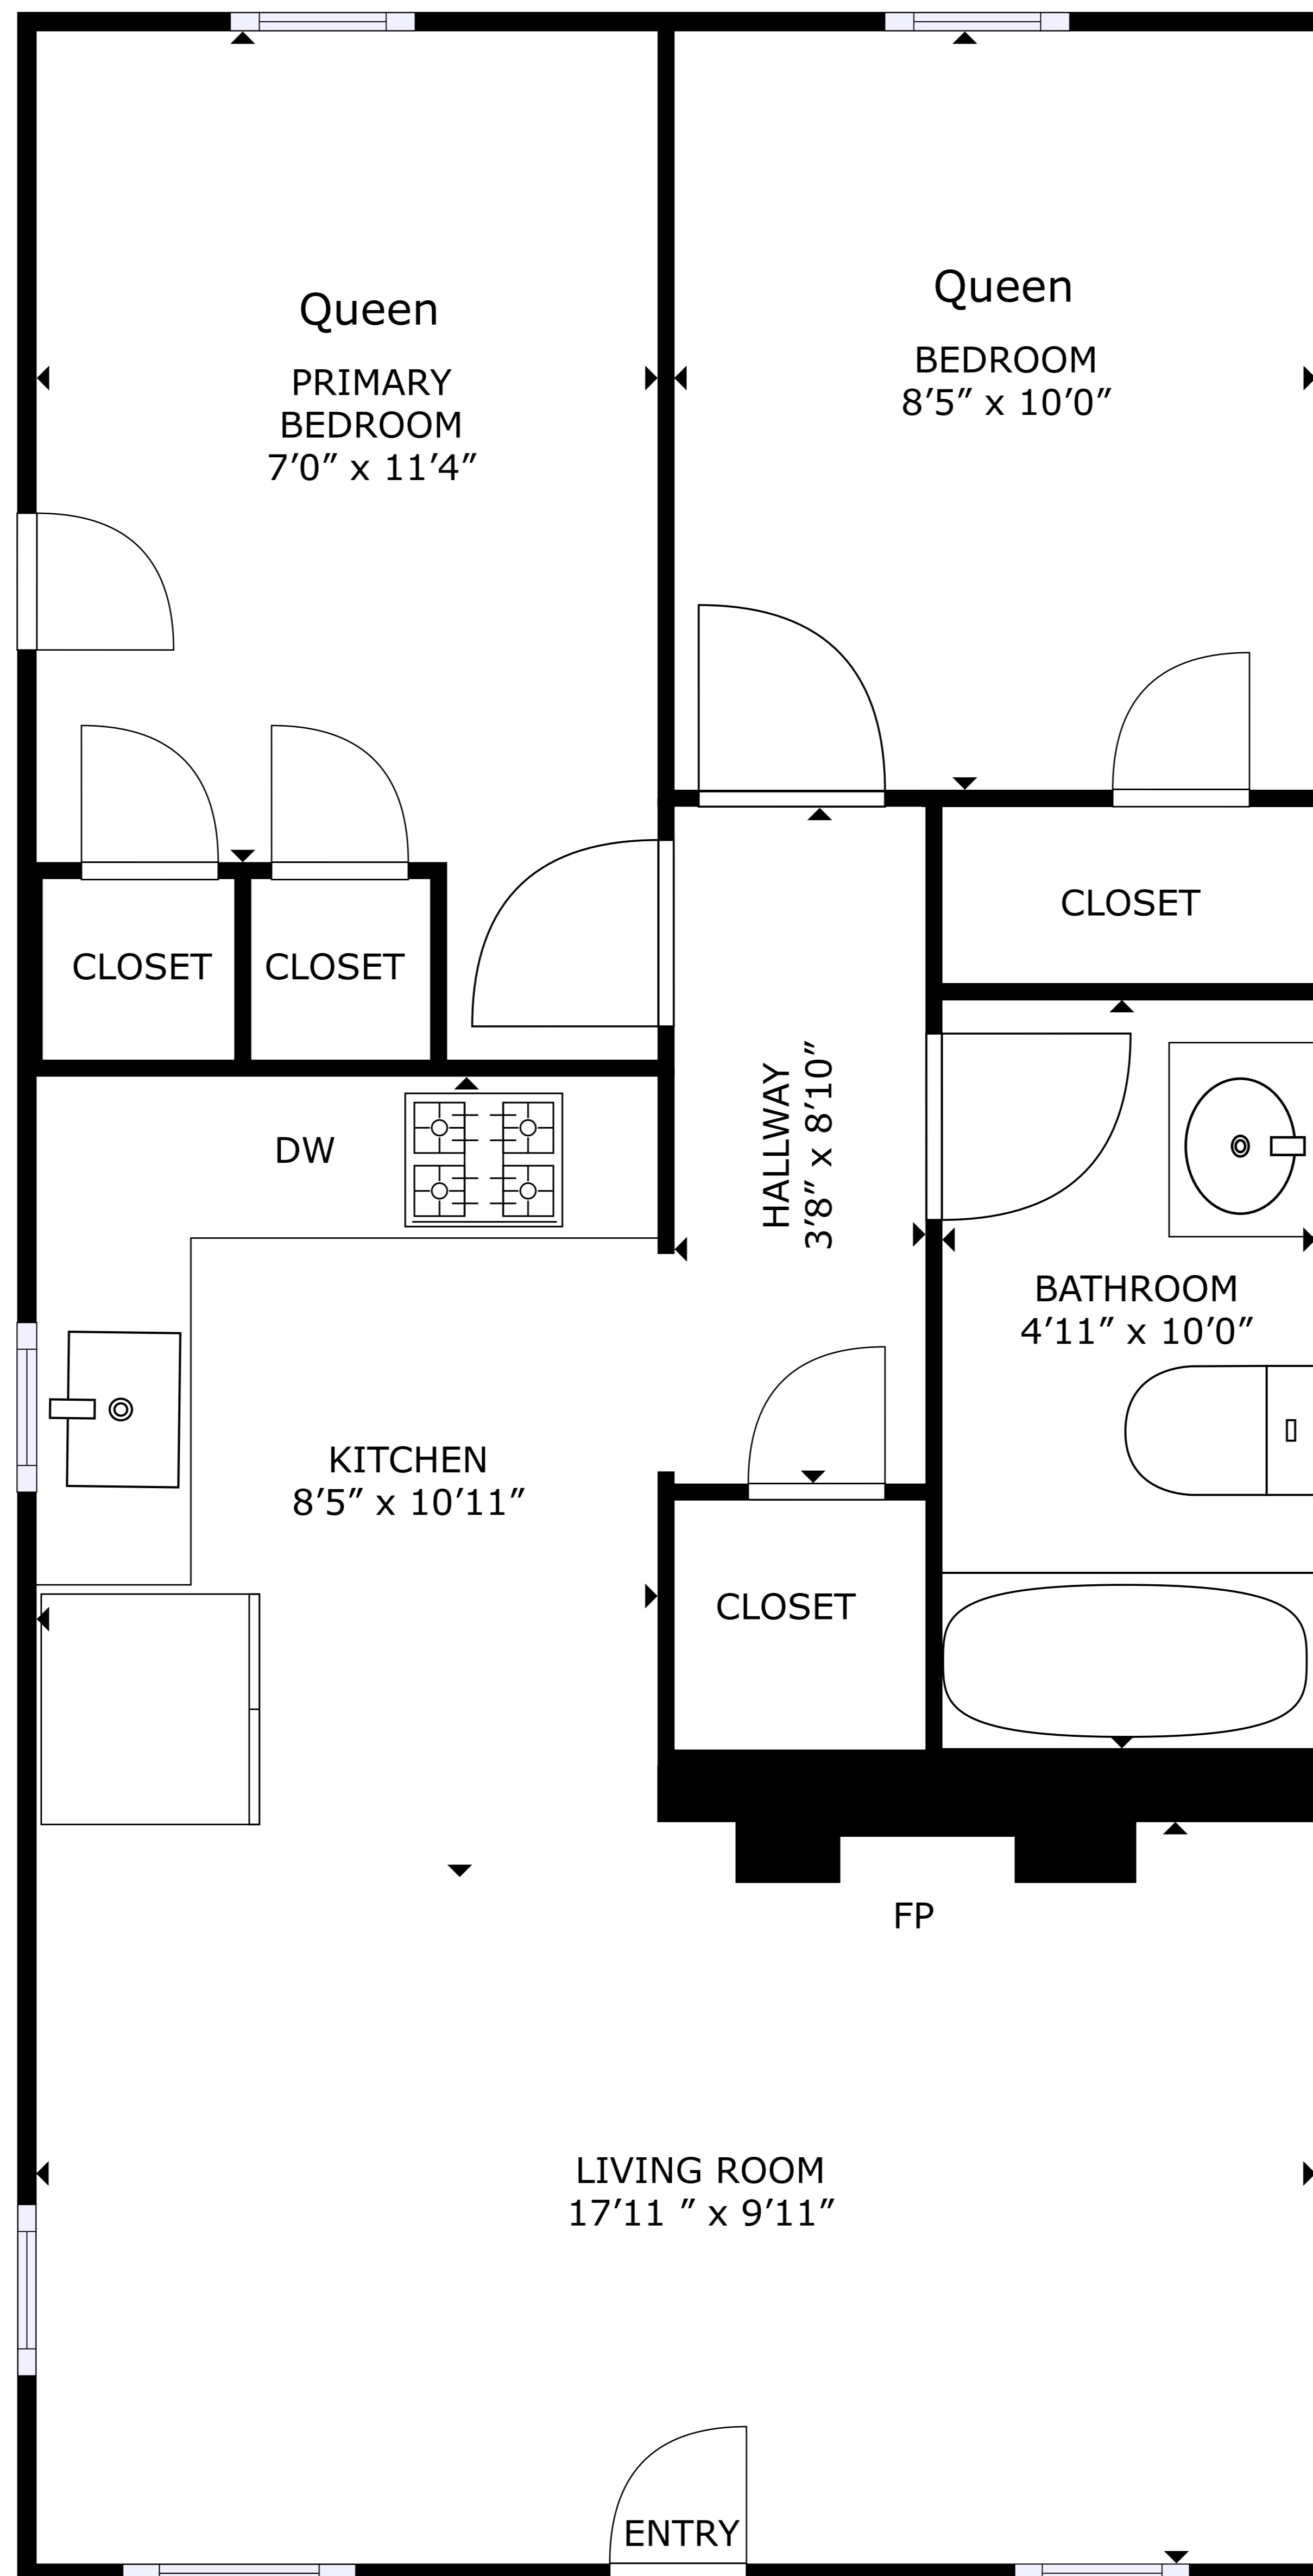 Queen
PRIMARY
BEDROOM
7’0” x 11’4”
Queen
BEDROOM
8’5” x 10’0”
CLOSET
CLOSET
CLOSET
DW
HALLWAY
3’8” x 8’10”
BATHROOM
4’11” x 10’0”
KITCHEN
8’5” x 10’11”
CLOSET
FP
LIVING ROOM
17’11 ” x 9’11”
ENTRY